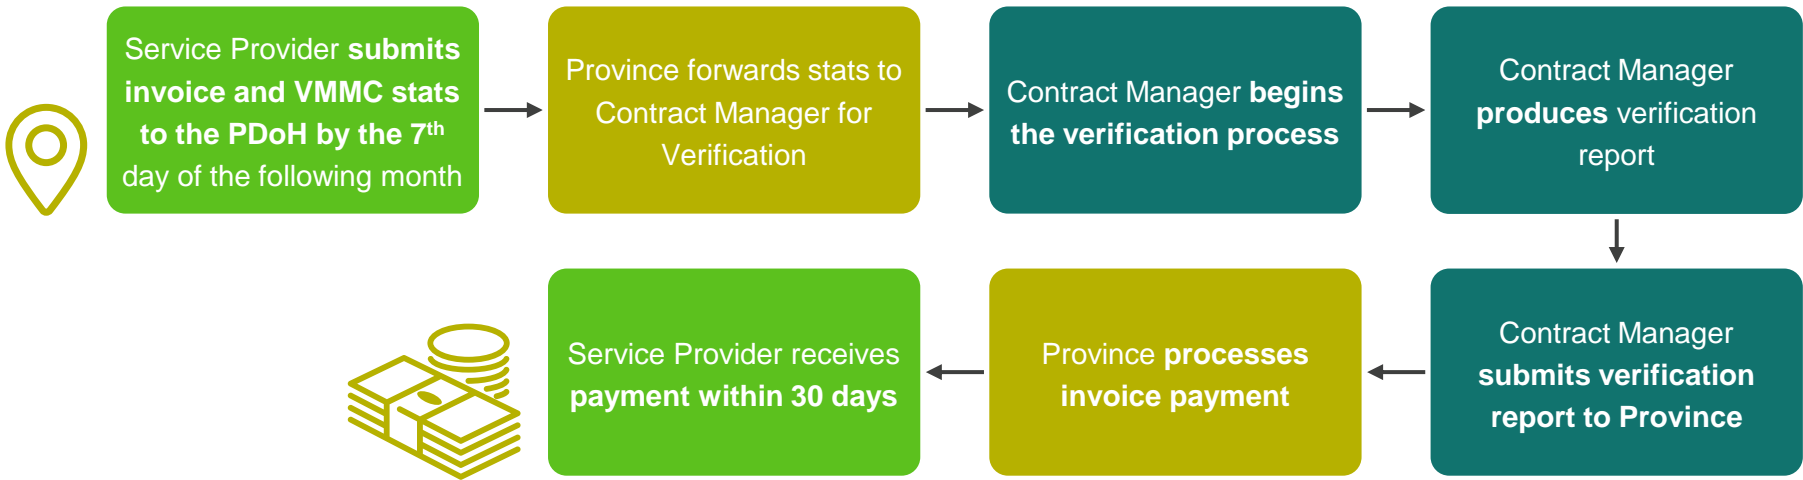 Service Provider submits
invoice and VMMC stats
to the PDoH by the 7th
day of the following month
Province forwards stats to
Contract Manager for
Verification
Contract Manager begins
the verification process
Contract Manager
produces verification
report
Contract Manager
submits verification
report to Province
Province processes
invoice payment
Service Provider receives
payment within 30 days